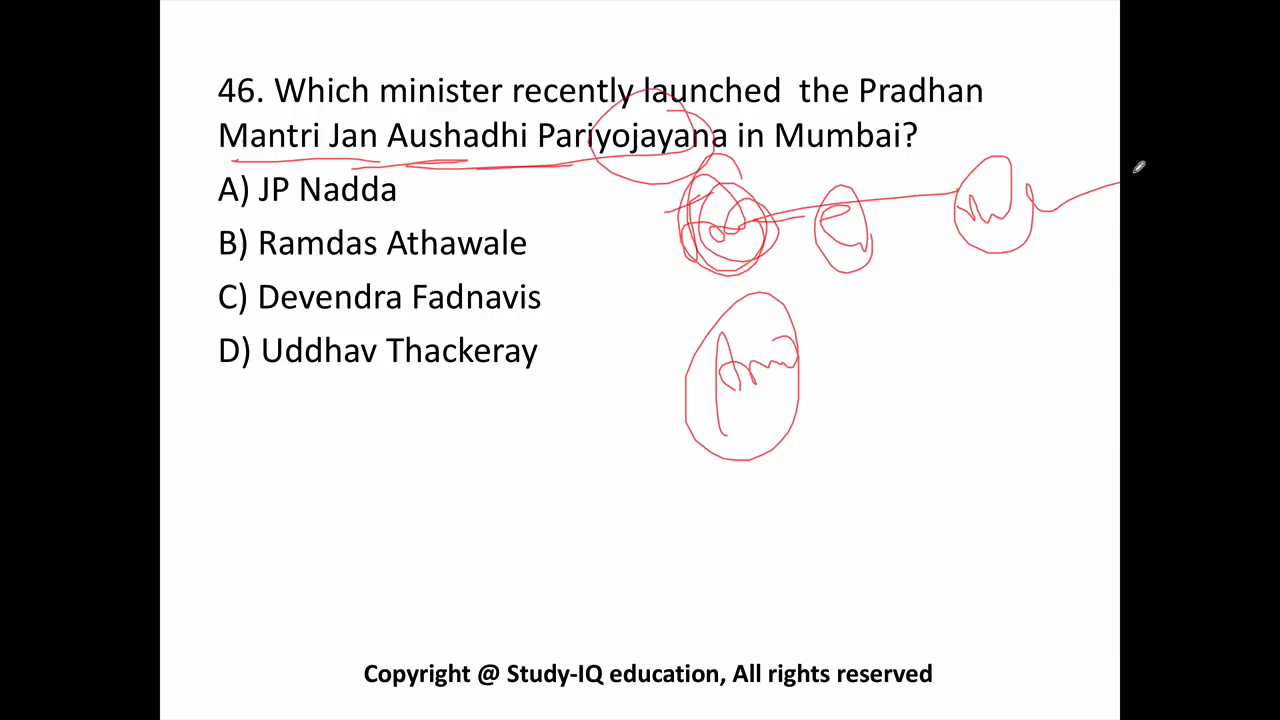 46. Which minister recently launched the Pradhan
Mantri Jan Aushadhi Pariyojayana in Mumbai?
A) JP Nadda
B) Ramdas Athawale
C) Devendra Fadnavis
D) Uddhav Thackeray
Copyright @ Study-IQ education, All rights reserved